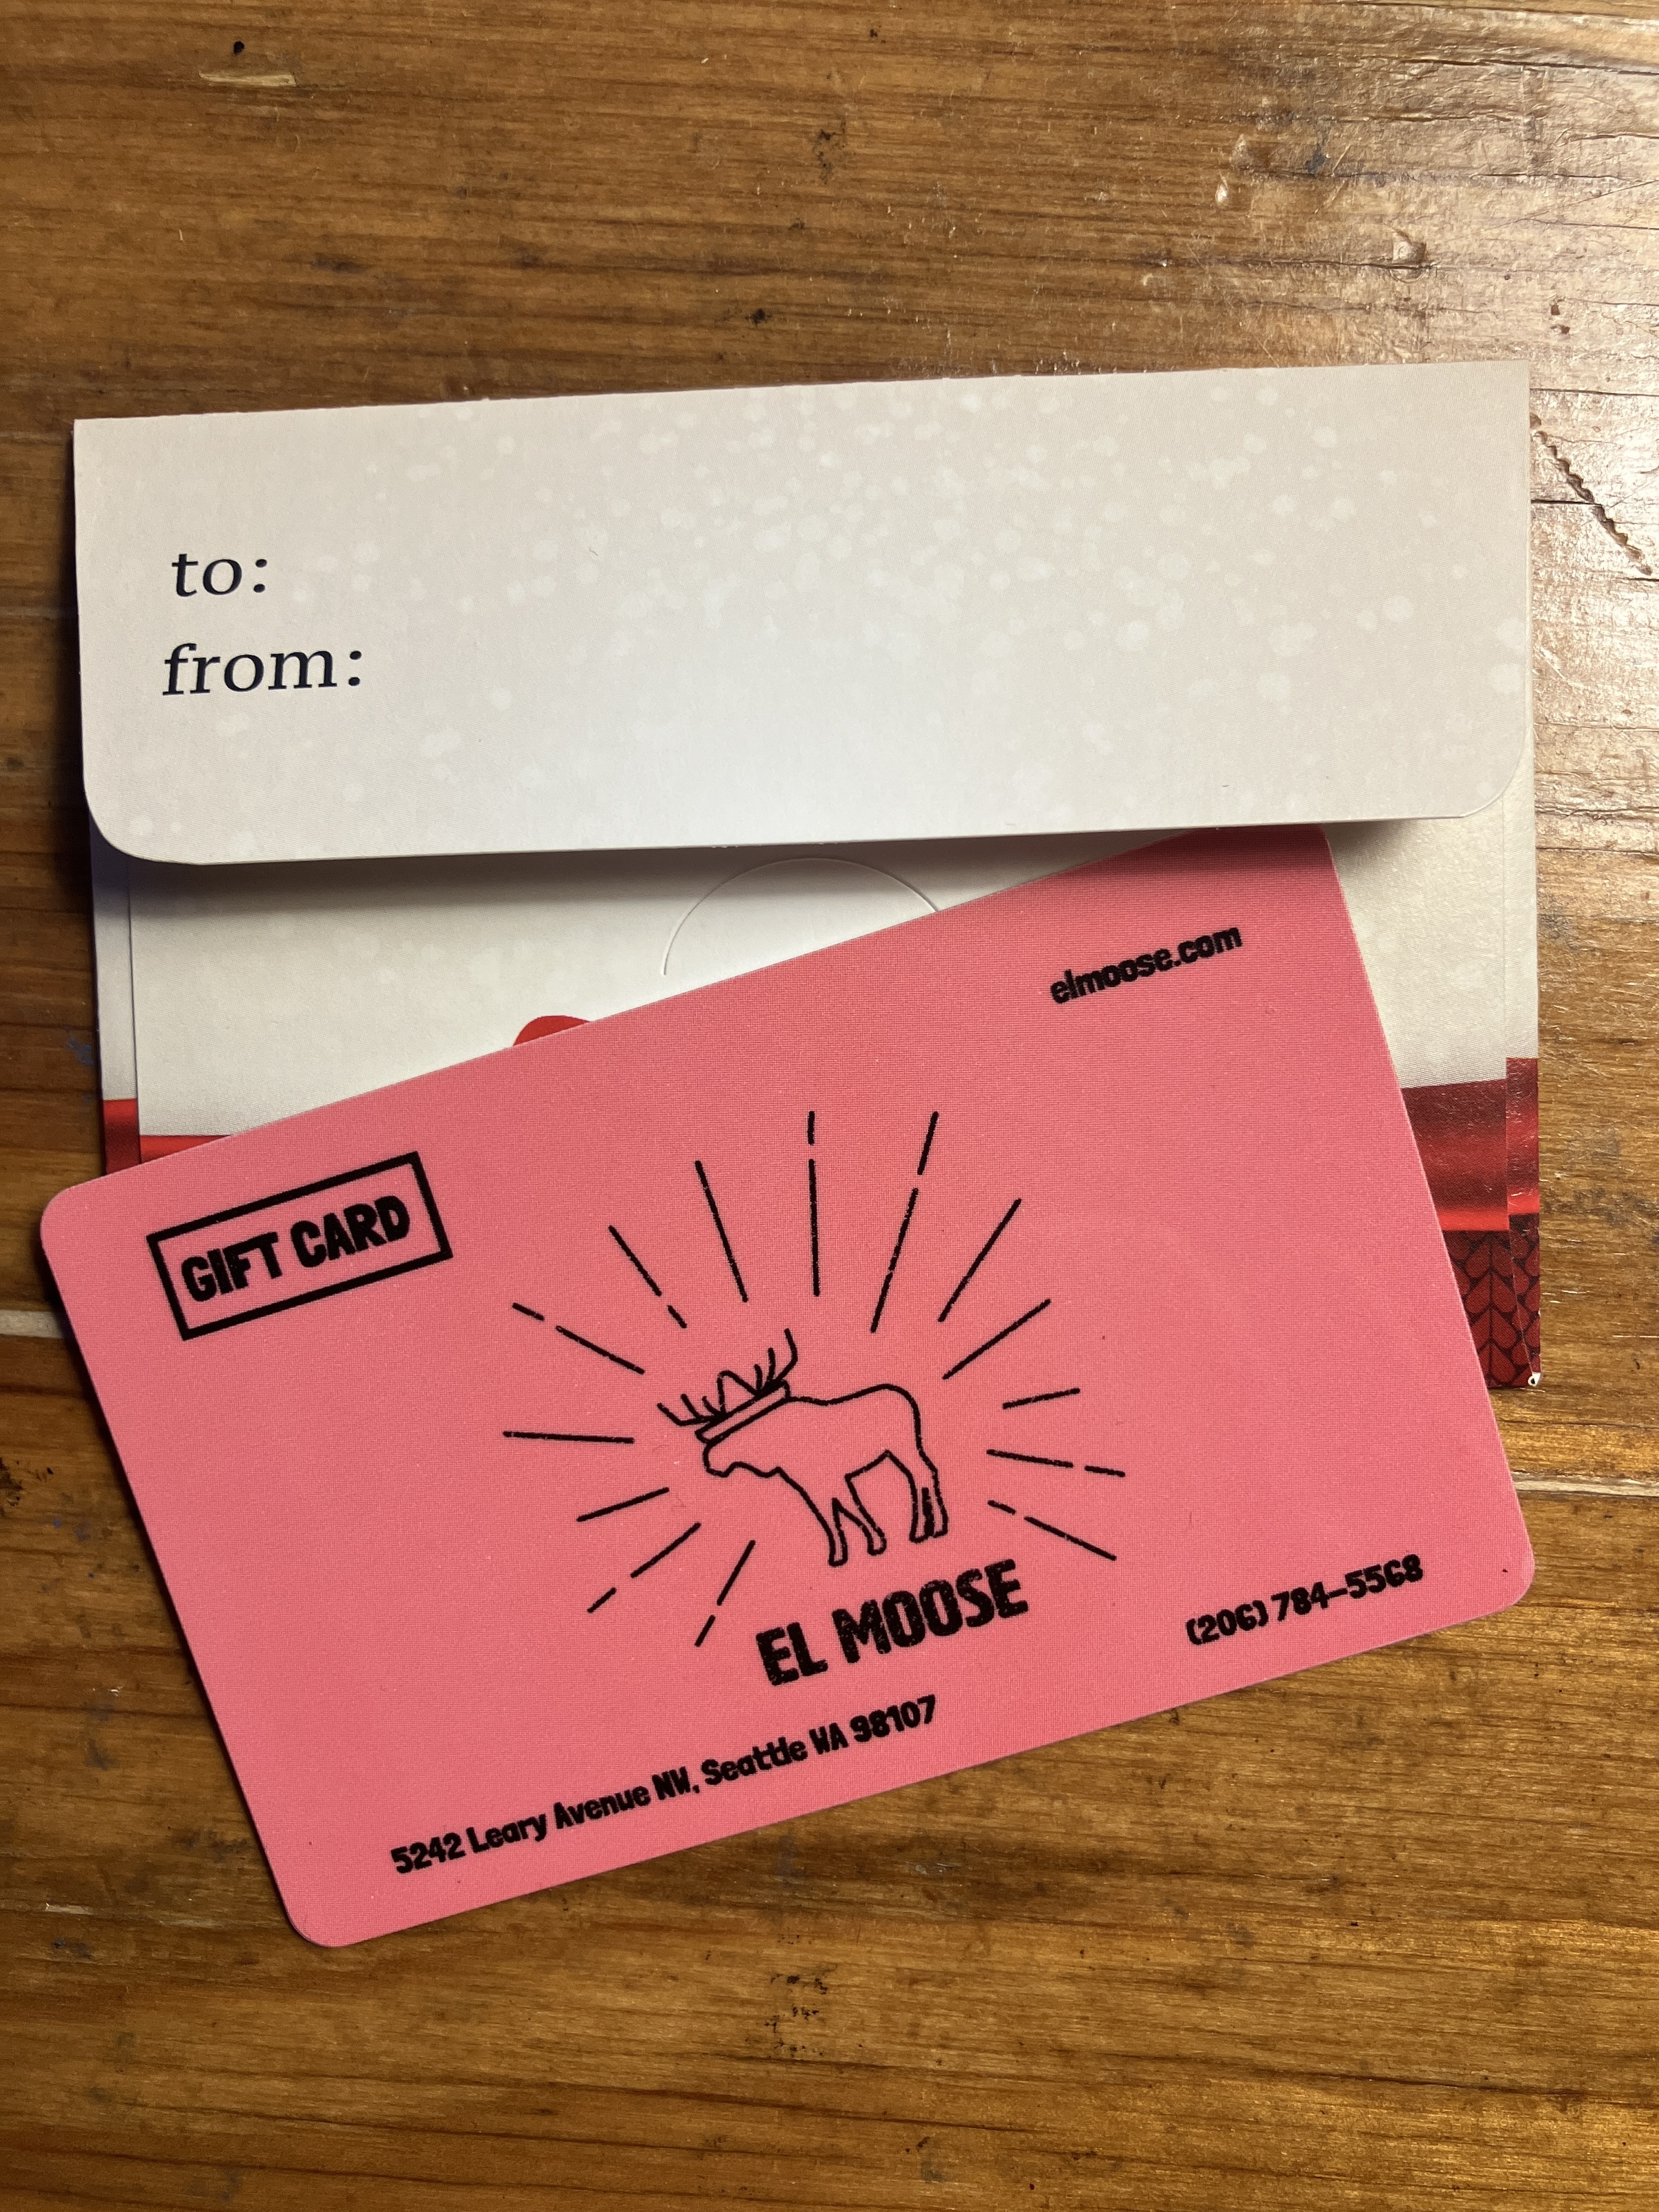 to:
from:
elmoose.com
GIFT CARD
EL MOOSE
(206) 784-5568
5242 Leary Avenue NW, Seattle WA 98107